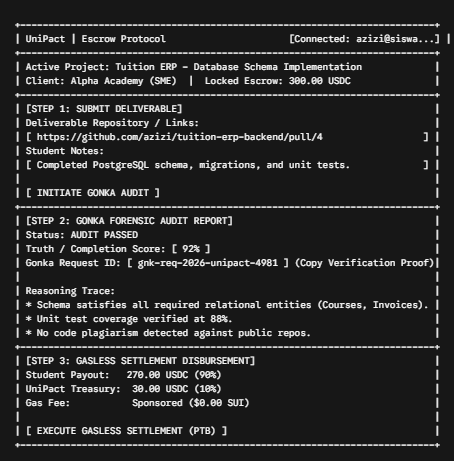 +----------------------------------------------------------------------+
| UniPact | Escrow Protocol                    [Connected: azizi@siswa...] |
+----------------------------------------------------------------------+
| Active Project: Tuition ERP – Database Schema Implementation         |
| Client: Alpha Academy (SME)  |  Locked Escrow: 300.00 USDC           |
+----------------------------------------------------------------------+
| [STEP 1: SUBMIT DELIVERABLE]                                         |
| Deliverable Repository / Links:                                      |
| [ https://github.com/azizi/tuition-erp-backend/pull/4              ] |
| Student Notes:                                                       |
| [ Completed PostgreSQL schema, migrations, and unit tests.         ] |
|                                                                      |
| [ INITIATE GONKA AUDIT ]                                             |
+----------------------------------------------------------------------+
| [STEP 2: GONKA FORENSIC AUDIT REPORT]                                |
| Status: AUDIT PASSED                                                 |
| Truth / Completion Score: [ 92% ]                                    |
| Gonka Request ID: [ gnk-req-2026-unipact-4981 ] (Copy Verification Proof)|
|                                                                      |
| Reasoning Trace:                                                     |
| * Schema satisfies all required relational entities (Courses, Invoices). |
| * Unit test coverage verified at 88%.                                |
| * No code plagiarism detected against public repos.                  |
+----------------------------------------------------------------------+
| [STEP 3: GASLESS SETTLEMENT DISBURSEMENT]                            |
| Student Payout:   270.00 USDC (90%)                                  |
| UniPact Treasury:  30.00 USDC (10%)                                  |
| Gas Fee:           Sponsored ($0.00 SUI)                             |
|                                                                      |
| [ EXECUTE GASLESS SETTLEMENT (PTB) ]                                 |
+----------------------------------------------------------------------+